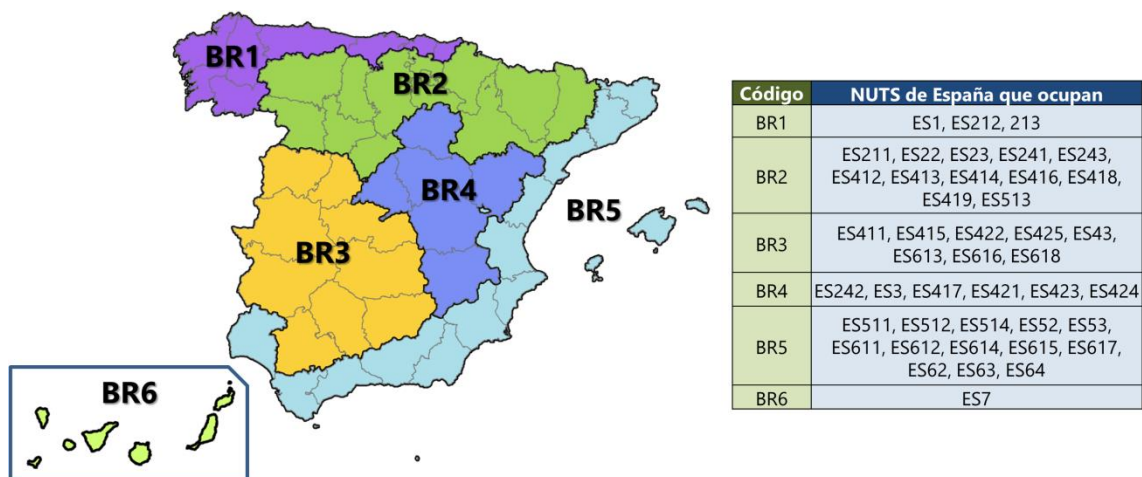 BR1
BR2
BR4
BR5
BR3
BR6
Código NUTS de España que ocupan
BR1 ES1, ES212, 213
BR2 ES211, ES22, ES23, ES241, ES243,
ES412, ES413, ES414, ES416, ES418,
ES419, ES513
BR3 ES411, ES415, ES422, ES425, ES43,
ES613, ES616, ES618
BR4 ES242, ES3, ES417, ES421, ES423, ES424
BR5 ES511, ES512, ES514, ES52, ES53,
ES611, ES612, ES614, ES615, ES617,
ES62, ES63, ES64
BR6 ES7